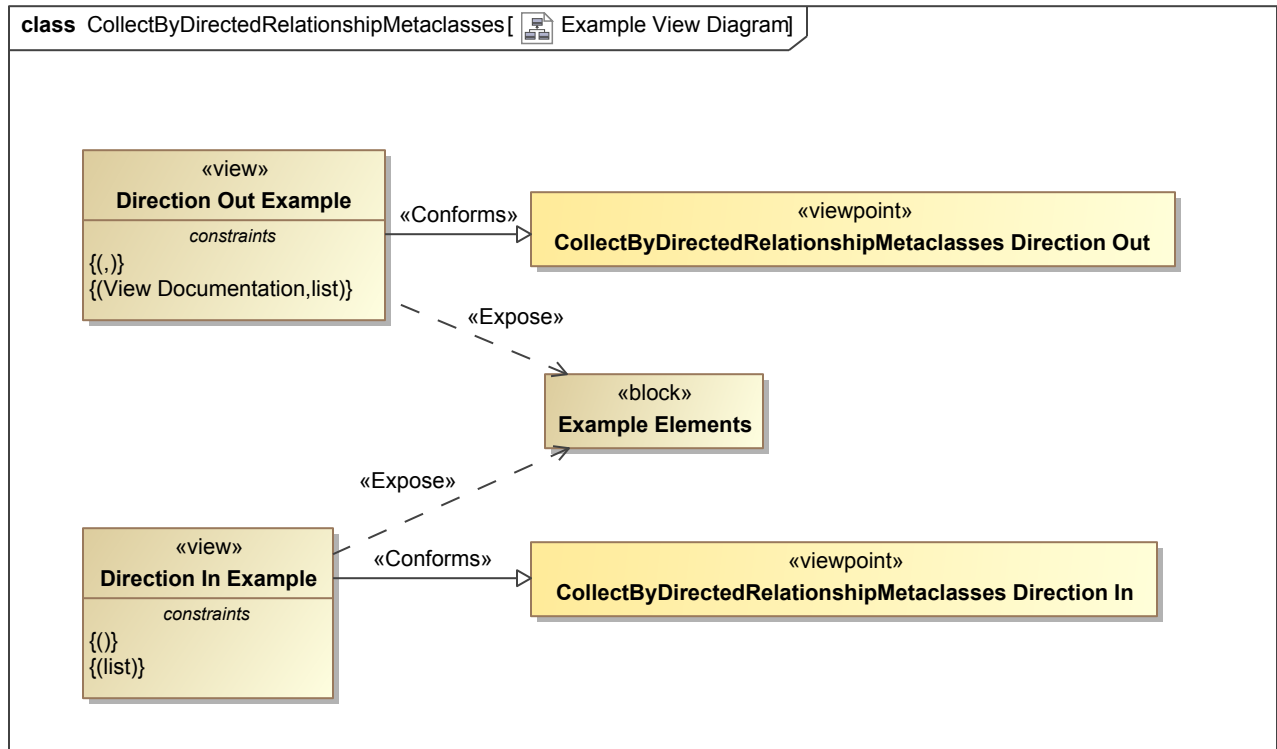 class CollectByDirectedRelationshipMetaclasses[ Example View Diagram]
«view»
Direction Out Example
constraints
{(,)}
{(View Documentation,list)}
«Conforms»
«viewpoint»
CollectByDirectedRelationshipMetaclasses Direction Out
«Expose»
«block»
Example Elements
«Expose»
«view»
Direction In Example
constraints
{()}
{(list)}
«Conforms»
«viewpoint»
CollectByDirectedRelationshipMetaclasses Direction In